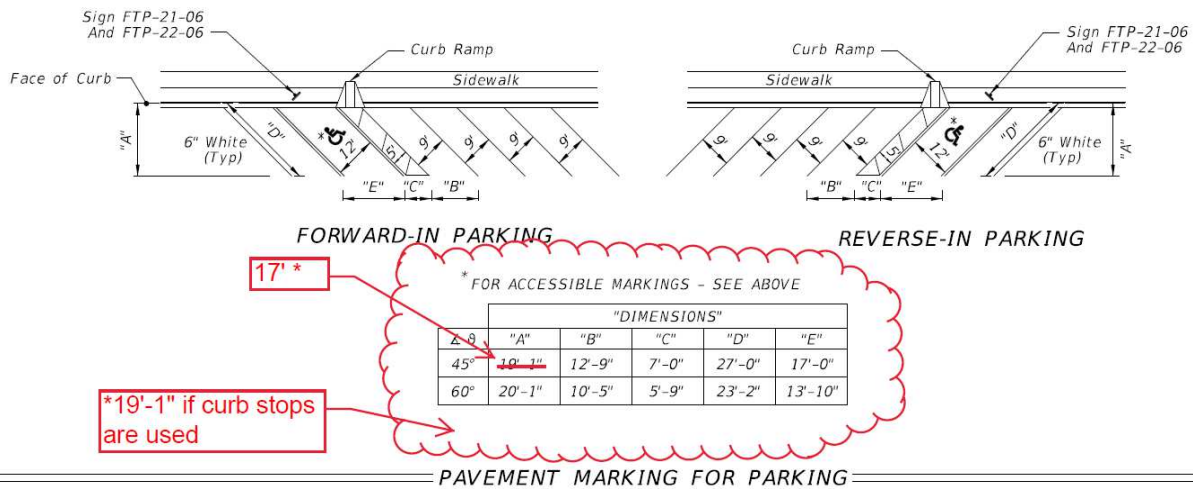 Sign FTP-21-06
And FTP-22-06
Curb Ramp
Face of Curb
Sidewalk
"A"
6" White
(Typ)
"D"
*
12'
5'
9'
9'
9'
9'
"E"
"C"
"B"
FORWARD-IN PARKING
Sign FTP-21-06
And FTP-22-06
Curb Ramp
Sidewalk
9'
9'
9'
9'
5'
*
12'
"D"
6" White
(Typ)
"A"
"B"
"C"
"E"
REVERSE-IN PARKING
17' *
* FOR ACCESSIBLE MARKINGS - SEE ABOVE
"DIMENSIONS"
∡ θ "A" "B" "C" "D" "E"
45° 19'-1" 12'-9" 7'-0" 27'-0" 17'-0"
60° 20'-1" 10'-5" 5'-9" 23'-2" 13'-10"
*19'-1" if curb stops
are used
PAVEMENT MARKING FOR PARKING